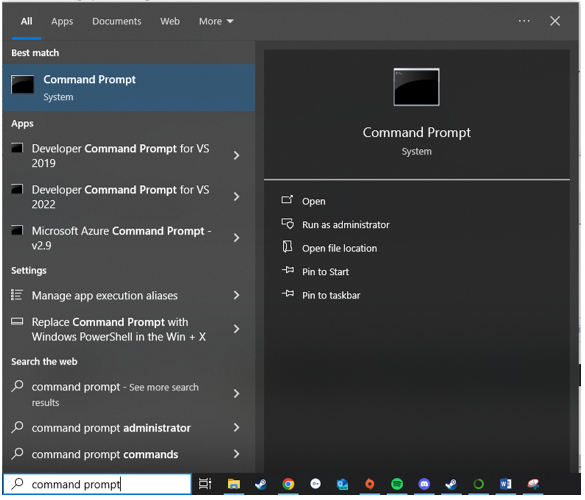 All Apps Documents Web More
Best match
Command Prompt
System
Apps
Developer Command Prompt for VS
2019
Developer Command Prompt for VS
2022
Microsoft Azure Command Prompt -
v2.9
Settings
Manage app execution aliases
Replace Command Prompt with
Windows PowerShell in the Win + X
Search the web
command prompt - See more search
results
command prompt administrator
command prompt commands
command prompt
Command Prompt
System
Open
Run as administrator
Open file location
Pin to Start
Pin to taskbar